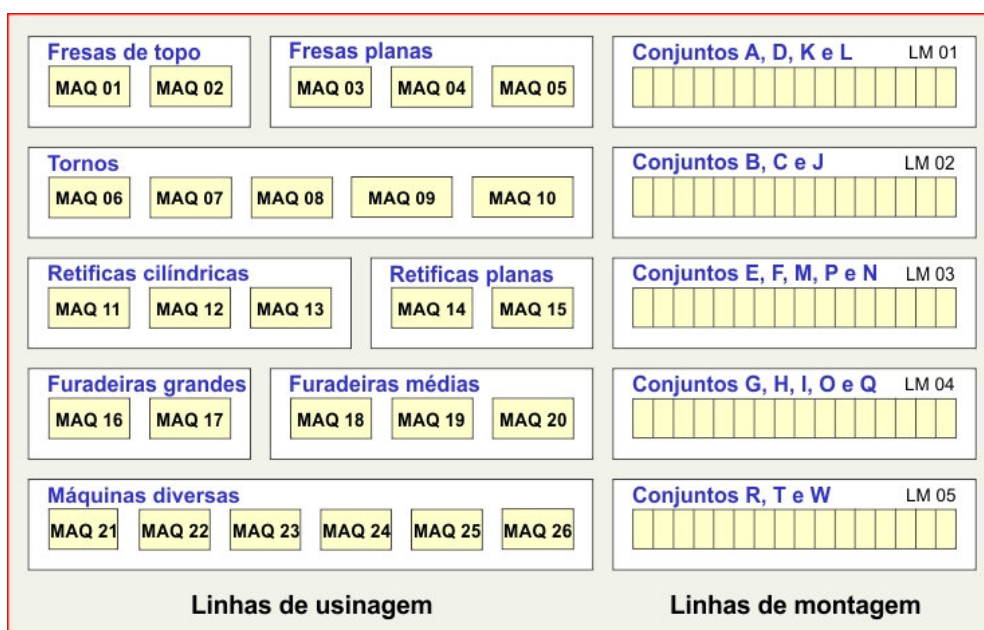 Fresas de topo
MAQ 01 MAQ 02
Fresas planas
MAQ 03 MAQ 04 MAQ 05
Conjuntos A, D, K e L LM 01
Tornos
MAQ 06 MAQ 07 MAQ 08 MAQ 09 MAQ 10
Conjuntos B, C e J LM 02
Retificas cilíndricas
MAQ 11 MAQ 12 MAQ 13
Retificas planas
MAQ 14 MAQ 15
Conjuntos E, F, M, P e N LM 03
Furadeiras grandes
MAQ 16 MAQ 17
Furadeiras médias
MAQ 18 MAQ 19 MAQ 20
Conjuntos G, H, I, O e Q LM 04
Máquinas diversas
MAQ 21 MAQ 22 MAQ 23 MAQ 24 MAQ 25 MAQ 26
Conjuntos R, T e W LM 05
Linhas de usinagem
Linhas de montagem